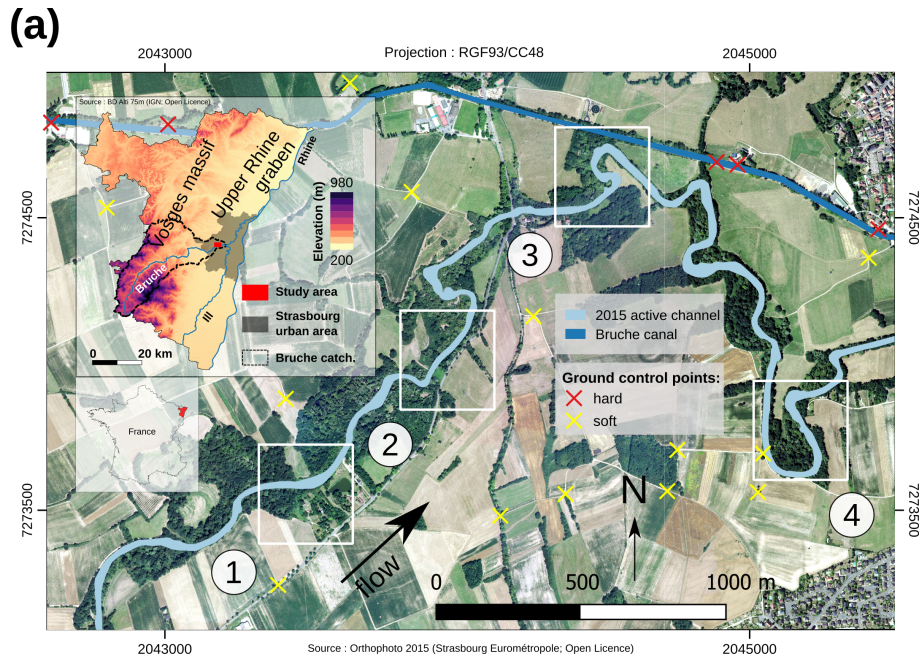 (a)
2043000
Projection : RGF93/CC48
2045000
Source : BD Alti 75m (IGN; Open Licence)
Vosges massif
Upper Rhine
graben
Rhine
Elevation (m)
980
200
Bruche
Ill
Study area
Strasbourg
urban area
Bruche catch.
0
20 km
France
7274500
7274500
3
2015 active channel
Bruche canal
Ground control points:
hard
soft
2
1
flow
N
4
7273500
7273500
0
500
1000 m
2043000
Source : Orthophoto 2015 (Strasbourg Eurométropole; Open Licence)
2045000